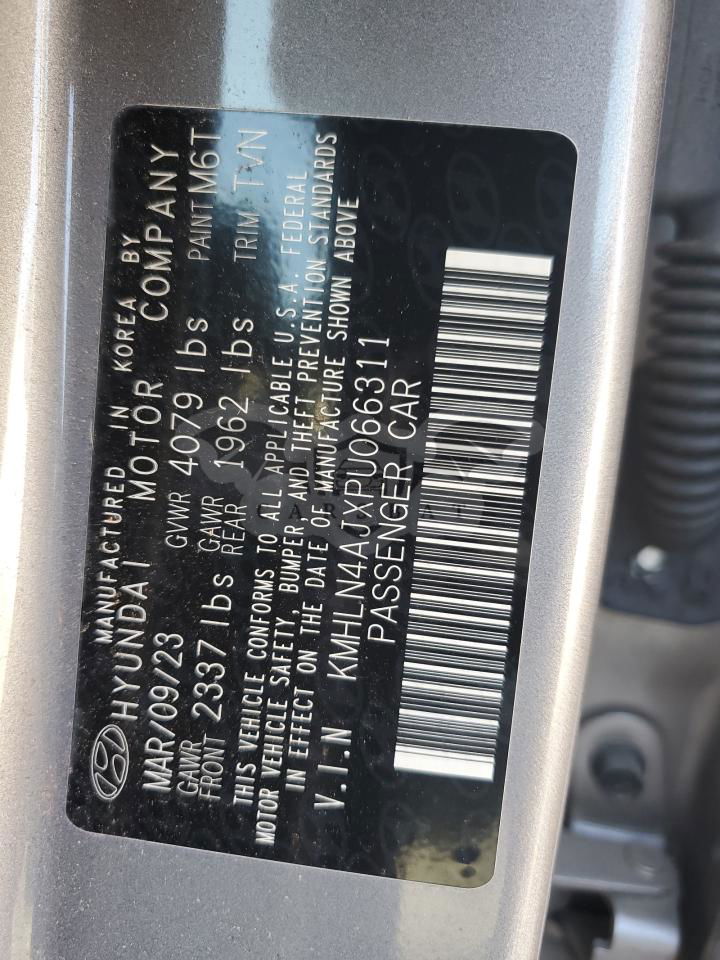 MANUFACTURED IN KOREA BY
HYUNDAI MOTOR COMPANY
MAR/09/23 GVWR 4079 lbs PAINT M6T
GAWR FRONT 2337 lbs GAWR REAR 1962 lbs TRIM TVN
THIS VEHICLE CONFORMS TO ALL APPLICABLE U.S.A. FEDERAL
MOTOR VEHICLE SAFETY, BUMPER, AND THEFT PREVENTION STANDARDS
IN EFFECT ON THE DATE OF MANUFACTURE SHOWN ABOVE
V.I.N KMHLN4AJXPU066311
PASSENGER CAR